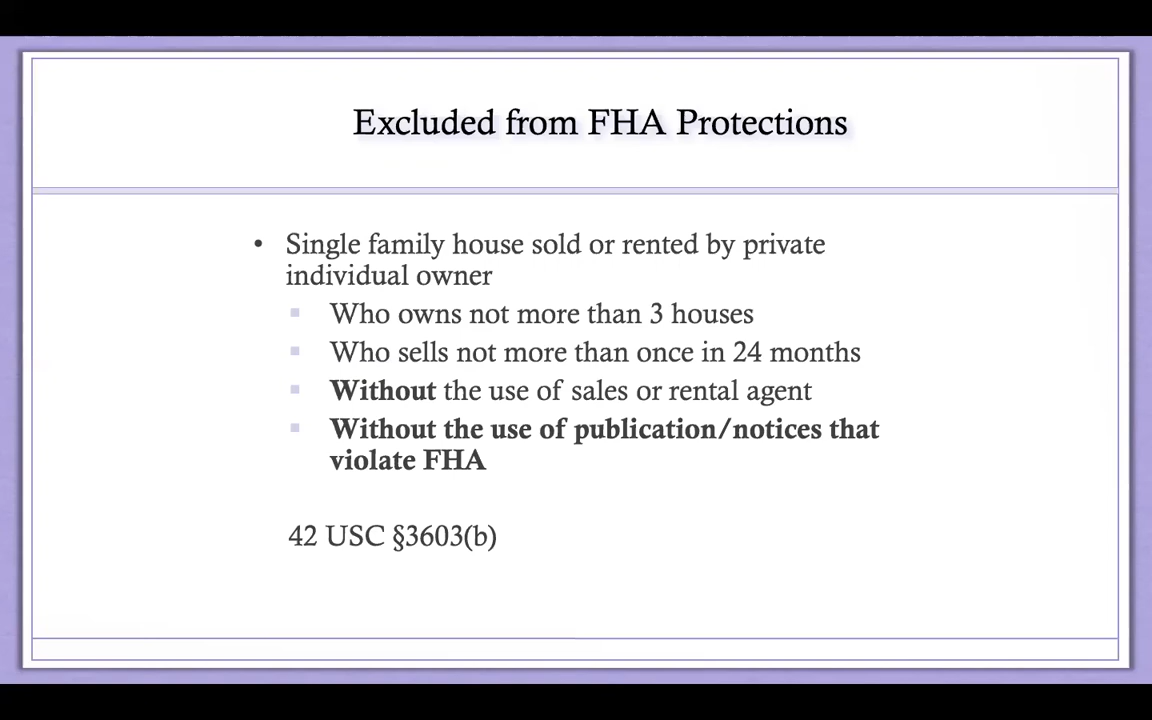 Excluded from FHA Protections
• Single family house sold or rented by private
individual owner
▪ Who owns not more than 3 houses
▪ Who sells not more than once in 24 months
▪ Without the use of sales or rental agent
▪ Without the use of publication/notices that
violate FHA
42 USC §3603(b)